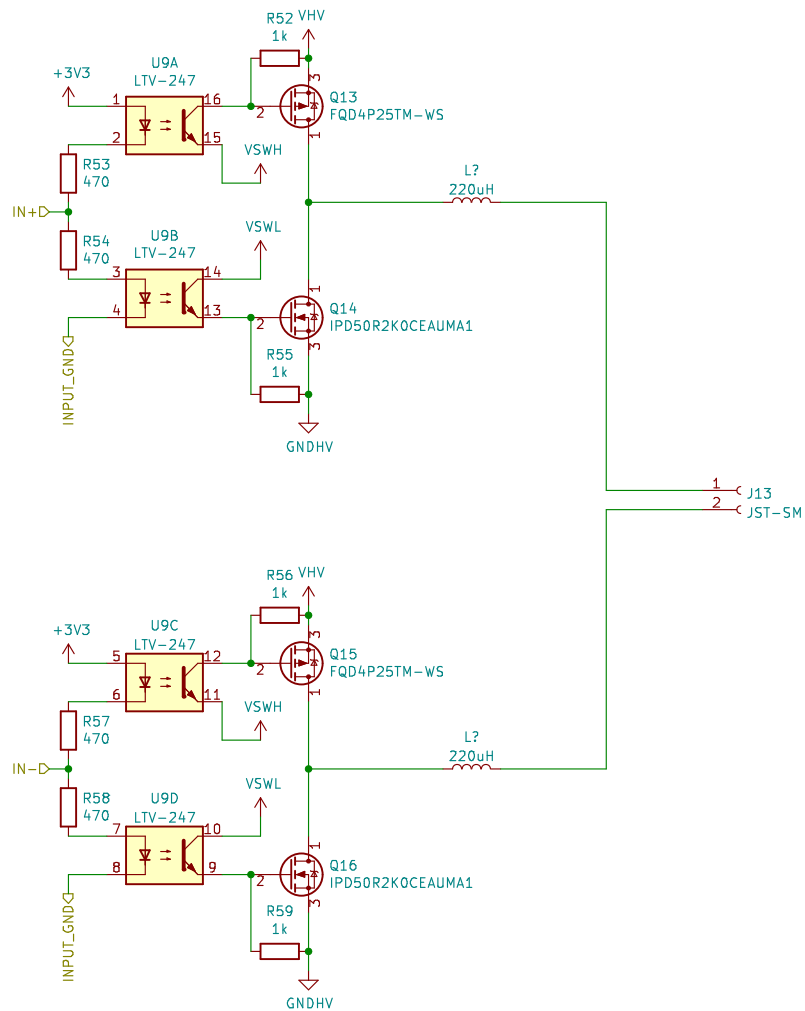 R52 VHV
1k
U9A
LTV-247
+3V3
3
1
16
Q13
2
FQD4P25TM-WS
2
15
1
VSWH
R53
470
L?
220uH
IN+
VSWL
R54
470
U9B
LTV-247
3
14
1
4
13
2
Q14
IPD50R2K0CEAUMA1
3
R55
1k
INPUT_GND
GNDHV
1
J13
2
JST-SM
R56 VHV
1k
U9C
LTV-247
+3V3
3
5
12
Q15
2
FQD4P25TM-WS
6
11
1
VSWH
R57
470
L?
220uH
IN-
VSWL
R58
470
U9D
LTV-247
7
10
1
8
9
2
Q16
IPD50R2K0CEAUMA1
3
R59
1k
INPUT_GND
GNDHV